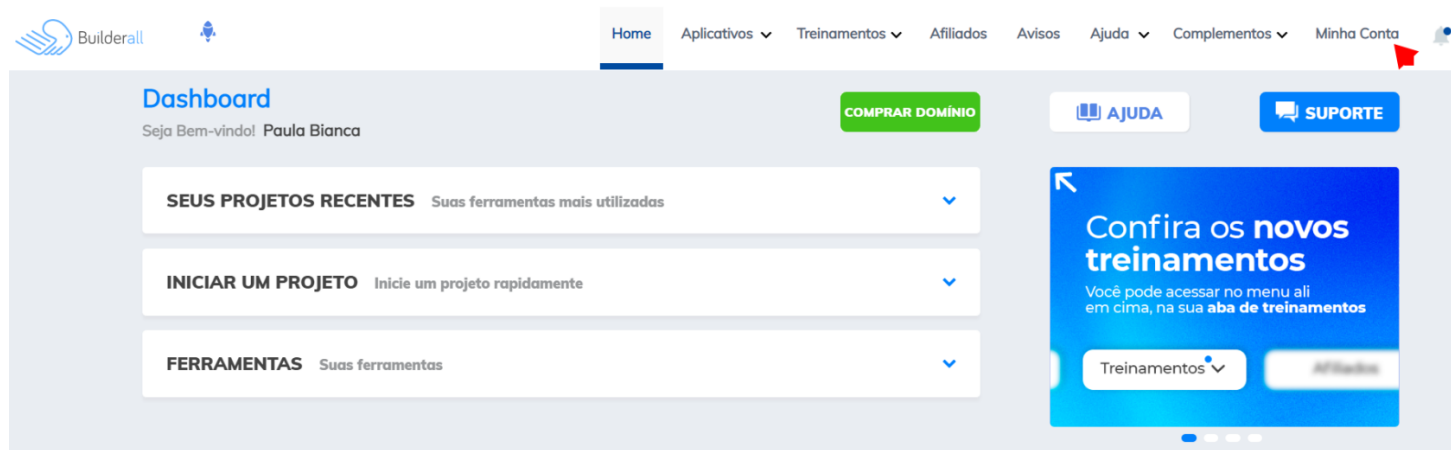 Builderall
Home Aplicativos Treinamentos Afiliados Avisos Ajuda Complementos Minha Conta
Dashboard
Seja Bem-vindo! Paula Bianca
COMPRAR DOMÍNIO
AJUDA
SUPORTE
SEUS PROJETOS RECENTES Suas ferramentas mais utilizadas
INICIAR UM PROJETO Inicie um projeto rapidamente
FERRAMENTAS Suas ferramentas
Confira os novos
treinamentos
Você pode acessar no menu ali
em cima, na sua aba de treinamentos
Treinamentos
Afiliados